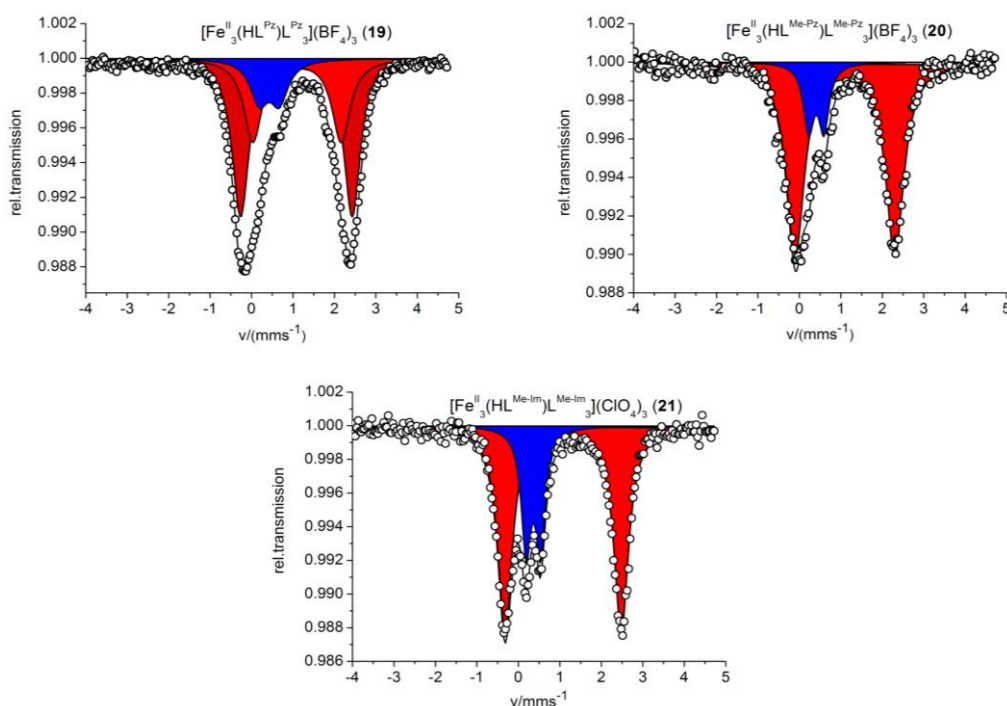 [Fe^II_3(HL^Pz)L^Pz_3](BF_4)_3 (19)
rel.transmission
1.002
1.000
0.998
0.996
0.994
0.992
0.990
0.988
-4 -3 -2 -1 0 1 2 3 4 5
v/(mms^-1)
[Fe^II_3(HL^Me-Pz)L^Me-Pz_3](BF_4)_3 (20)
rel.transmission
1.002
1.000
0.998
0.996
0.994
0.992
0.990
0.988
-4 -3 -2 -1 0 1 2 3 4 5
v/(mms^-1)
[Fe^II_3(HL^Me-Im)L^Me-Im_3](ClO_4)_3 (21)
rel.transmission
1.002
1.000
0.998
0.996
0.994
0.992
0.990
0.988
0.986
-4 -3 -2 -1 0 1 2 3 4 5
v/mms^-1)